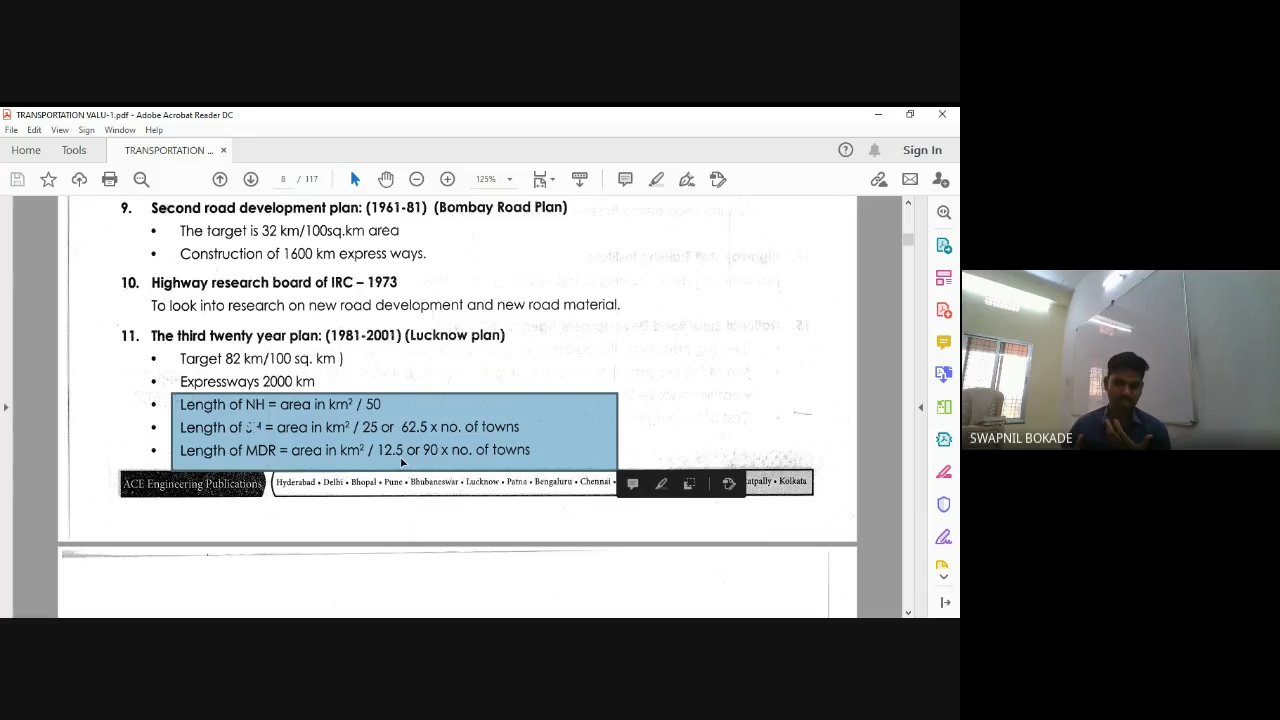 TRANSPORTATION VALU-1.pdf - Adobe Acrobat Reader DC
File Edit View Sign Window Help
Home Tools TRANSPORTATION ... × Sign In
8 / 117 125%
9. Second road development plan: (1961-81) (Bombay Road Plan)
• The target is 32 km/100sq.km area
• Construction of 1600 km express ways.
10. Highway research board of IRC – 1973
To look into research on new road development and new road material.
11. The third twenty year plan: (1981-2001) (Lucknow plan)
• Target 82 km/100 sq. km )
• Expressways 2000 km
• Length of NH = area in km² / 50
• Length of = area in km² / 25 or 62.5 x no. of towns
• Length of MDR = area in km² / 12.5 or 90 x no. of towns
ACE Engineering Publications Hyderabad • Delhi • Bhopal • Pune • Bhubaneswar • Lucknow • Patna • Bengaluru • Chennai • atpally • Kolkata
SWAPNIL BOKADE